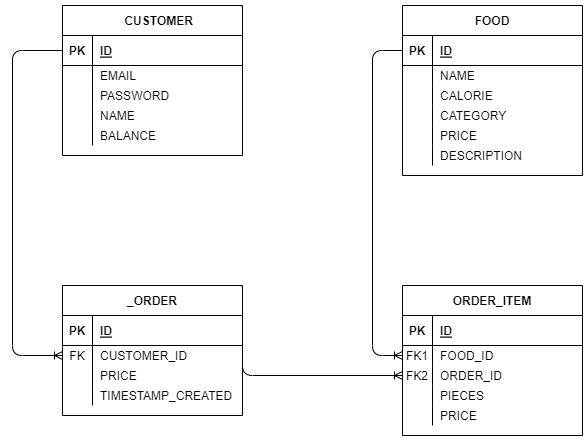 CUSTOMER
PK ID
EMAIL
PASSWORD
NAME
BALANCE
FOOD
PK ID
NAME
CALORIE
CATEGORY
PRICE
DESCRIPTION
_ORDER
PK ID
FK CUSTOMER_ID
PRICE
TIMESTAMP_CREATED
ORDER_ITEM
PK ID
FK1 FOOD_ID
FK2 ORDER_ID
PIECES
PRICE